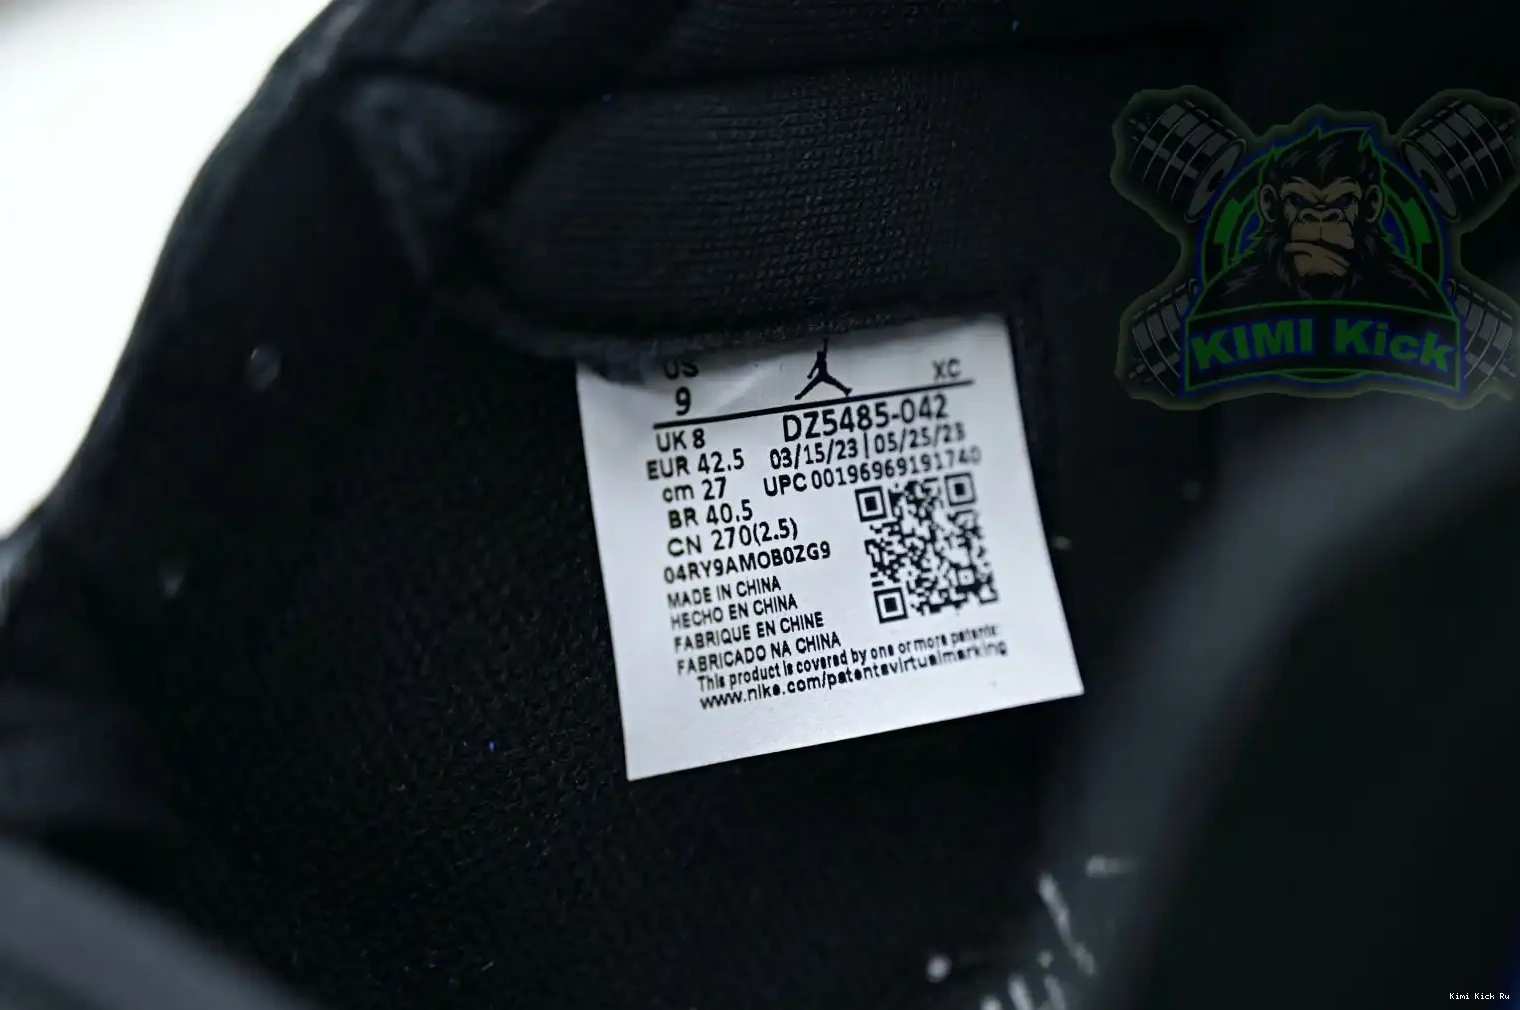 US
9
XC
UK 8
DZ5485-042
EUR 42.5
03/15/23 | 05/25/23
cm 27
UPC 00196969191740
BR 40.5
CN 270(2.5)
04RY9AMOB0ZG9
MADE IN CHINA
HECHO EN CHINA
FABRIQUE EN CHINE
FABRICADO NA CHINA
This product is covered by one or more patents:
www.nike.com/patentsvirtualmarking
KIMI Kick
Kimi Kick Ru